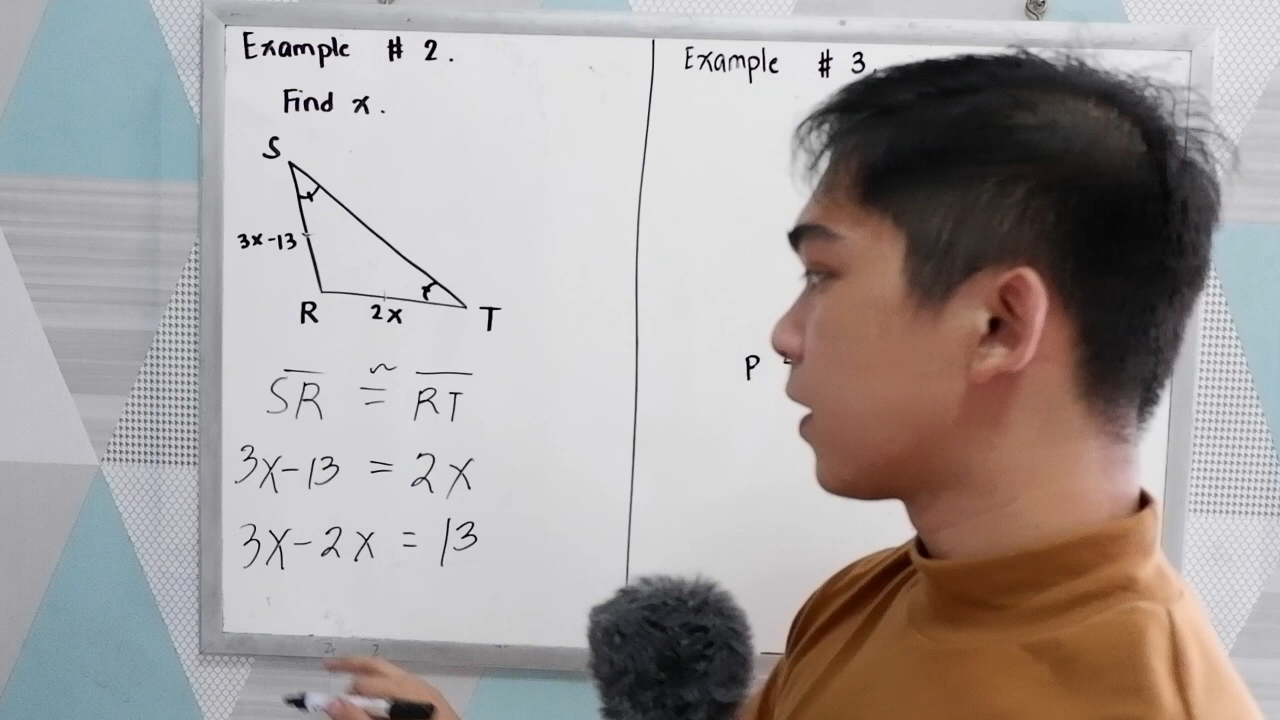 Example # 2.
Find x.
S
3x-13
R
2x
T
SR ≅ RT
3x-13 = 2x
3x-2x = 13
Example # 3
P